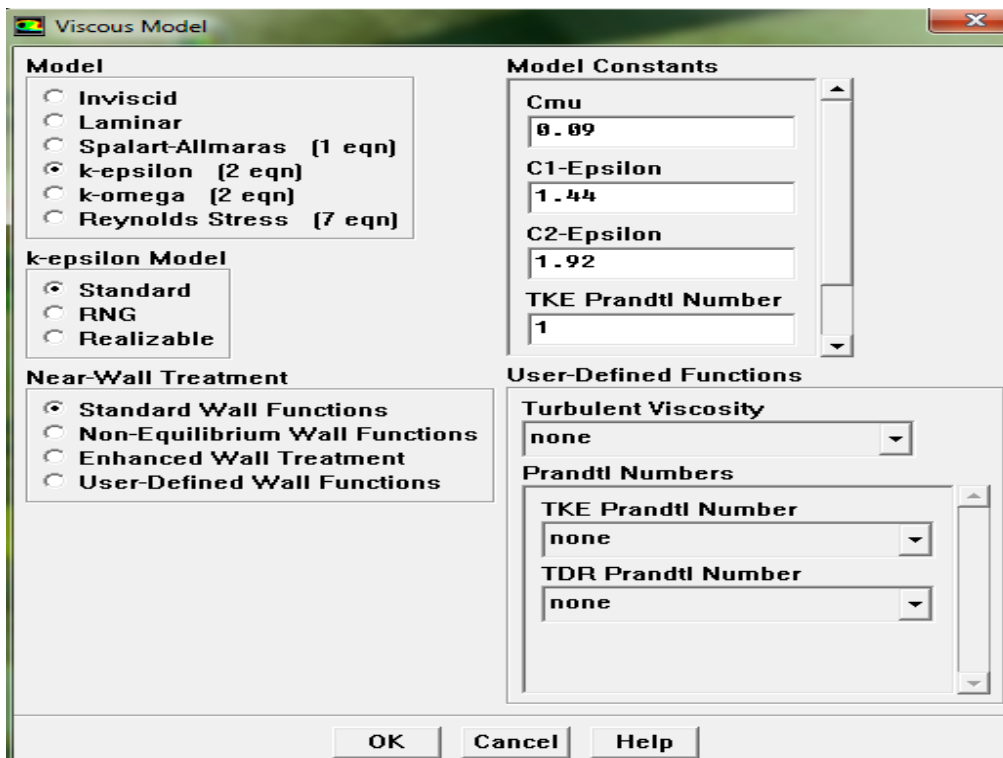 Viscous Model
Model
Inviscid
Laminar
Spalart-Allmaras (1 eqn)
k-epsilon (2 eqn)
k-omega (2 eqn)
Reynolds Stress (7 eqn)
k-epsilon Model
Standard
RNG
Realizable
Near-Wall Treatment
Standard Wall Functions
Non-Equilibrium Wall Functions
Enhanced Wall Treatment
User-Defined Wall Functions
Model Constants
Cmu
0.09
C1-Epsilon
1.44
C2-Epsilon
1.92
TKE Prandtl Number
1
User-Defined Functions
Turbulent Viscosity
none
Prandtl Numbers
TKE Prandtl Number
none
TDR Prandtl Number
none
OK Cancel Help